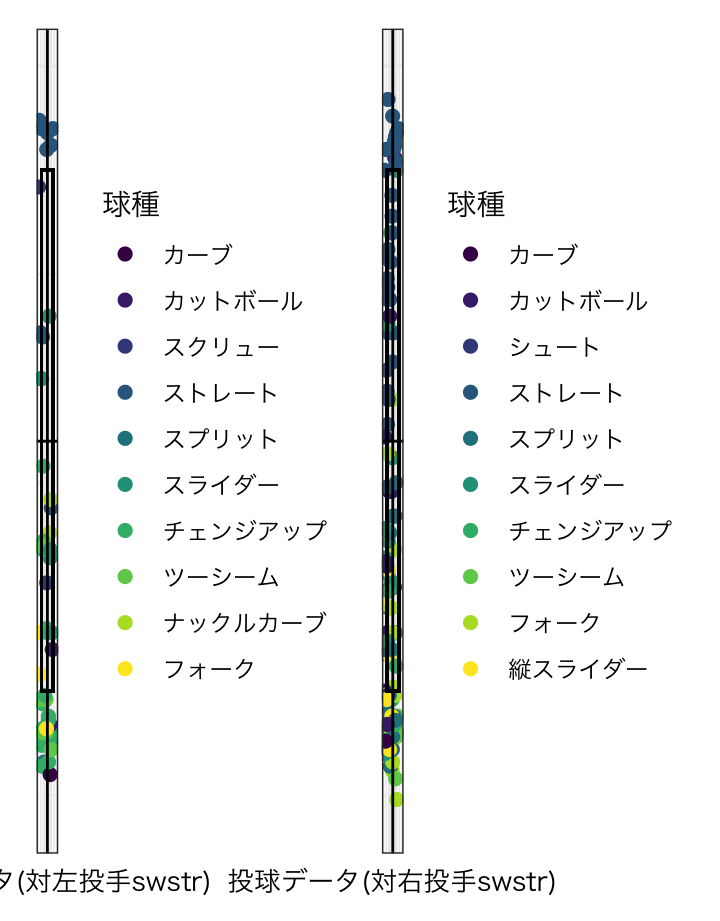 球種
カーブ
カットボール
スクリュー
ストレート
スプリット
スライダー
チェンジアップ
ツーシーム
ナックルカーブ
フォーク
球種
カーブ
カットボール
シュート
ストレート
スプリット
スライダー
チェンジアップ
ツーシーム
フォーク
縦スライダー
タ(対左投手swstr)
投球データ(対右投手swstr)